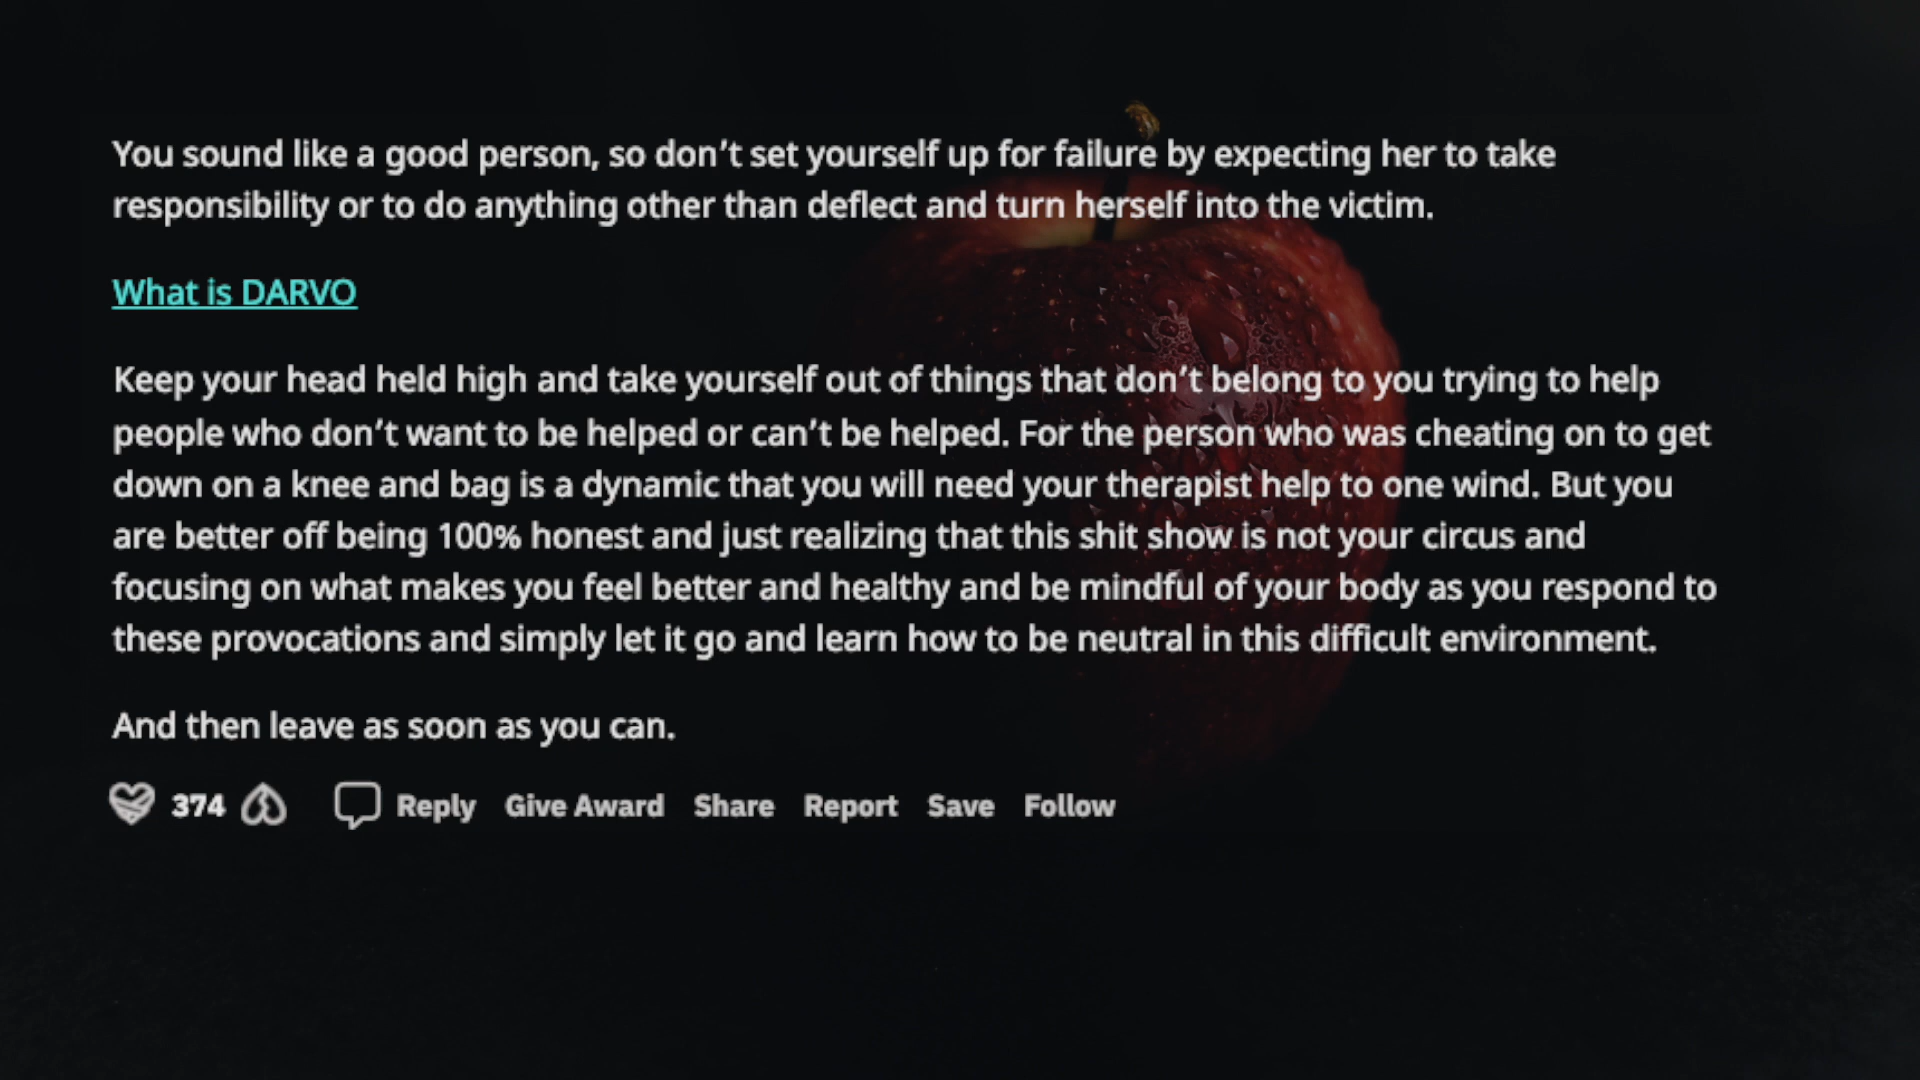 You sound like a good person, so don’t set yourself up for failure by expecting her to take
responsibility or to do anything other than deflect and turn herself into the victim.
What is DARVO
Keep your head held high and take yourself out of things that don’t belong to you trying to help
people who don’t want to be helped or can’t be helped. For the person who was cheating on to get
down on a knee and bag is a dynamic that you will need your therapist help to one wind. But you
are better off being 100% honest and just realizing that this shit show is not your circus and
focusing on what makes you feel better and healthy and be mindful of your body as you respond to
these provocations and simply let it go and learn how to be neutral in this difficult environment.
And then leave as soon as you can.
374 Reply Give Award Share Report Save Follow